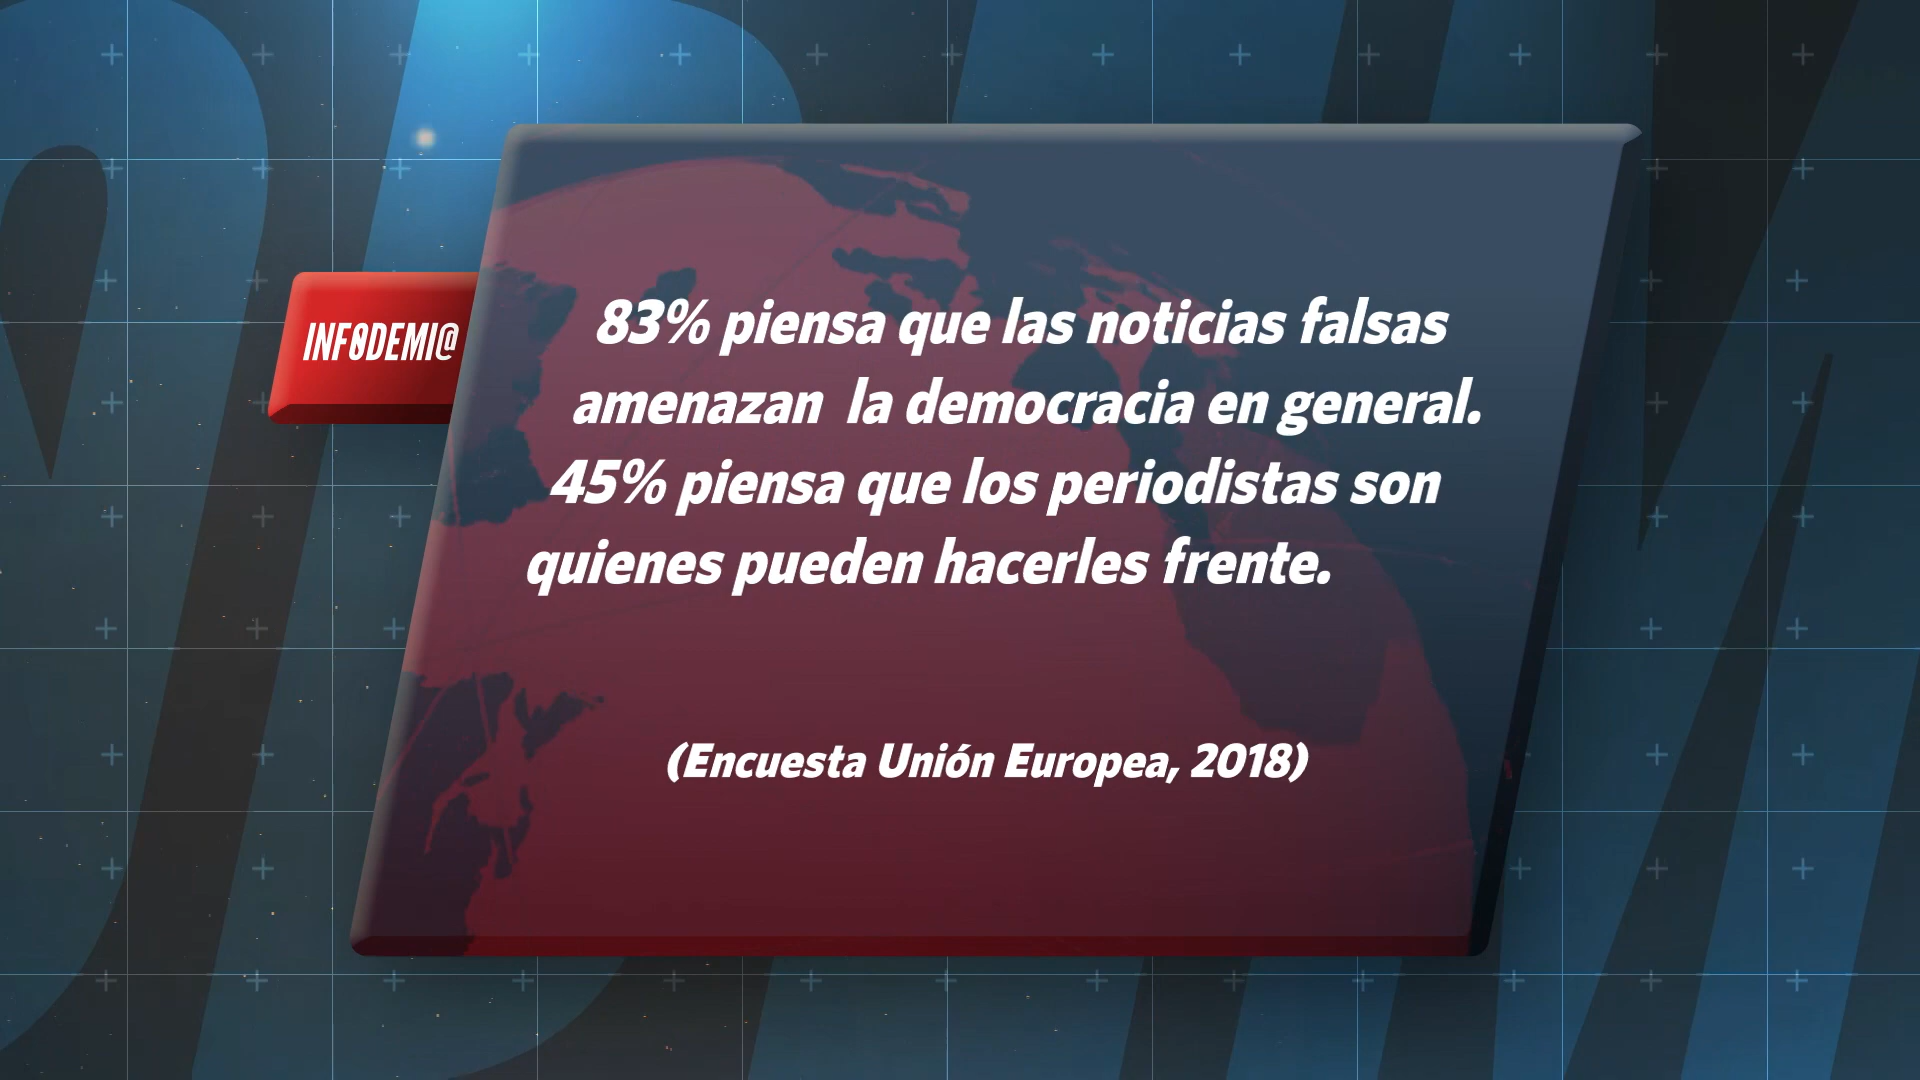 INFODEMI@
83% piensa que las noticias falsas
amenazan la democracia en general.
45% piensa que los periodistas son
quienes pueden hacerles frente.
(Encuesta Unión Europea, 2018)